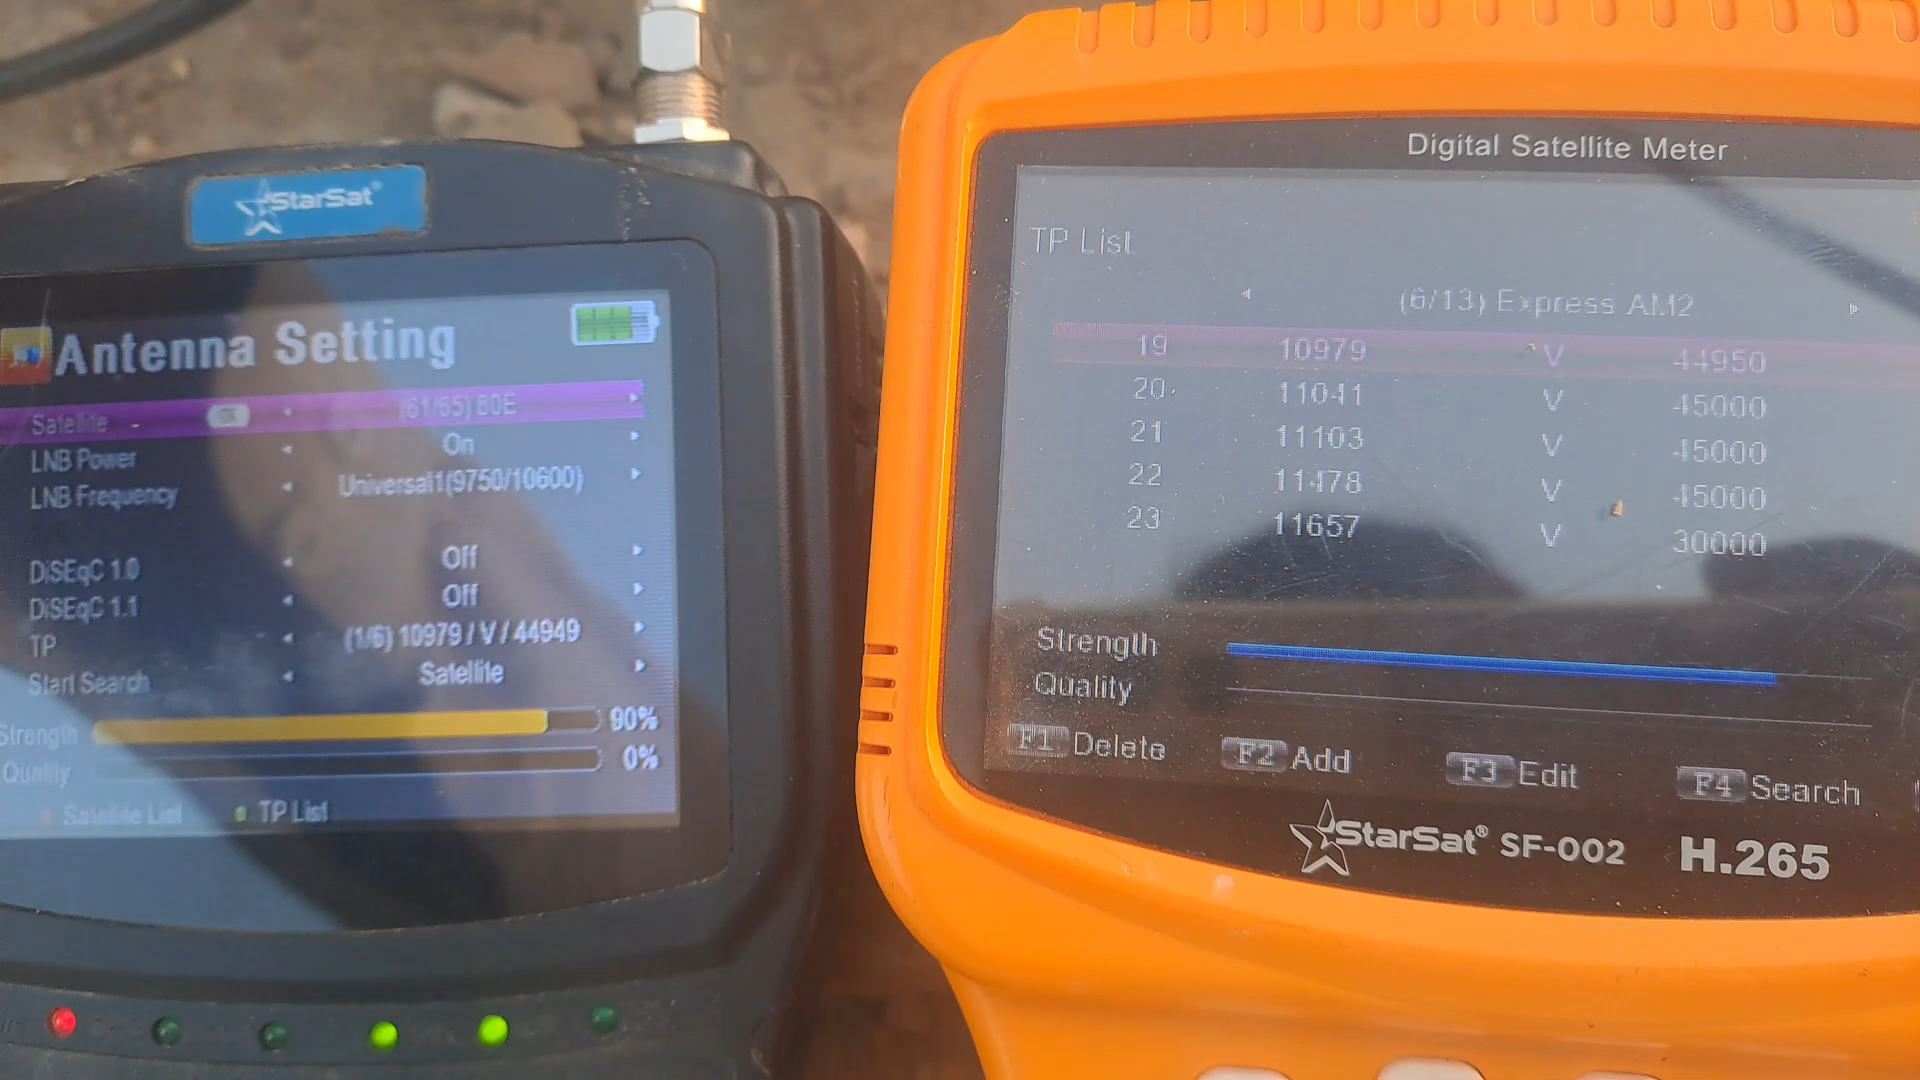 StarSat®
Antenna Setting
Satellite OK (61/65) 80E
LNB Power On
LNB Frequency Universal1(9750/10600)
DiSEqC 1.0 Off
DiSEqC 1.1 Off
TP (1/6) 10979 / V / 44949
Start Search Satellite
Strength 90%
Quality 0%
Satellite List TP List
Digital Satellite Meter
TP List
(6/13) Express AM2
19 10979 V 44950
20 11041 V 45000
21 11103 V 45000
22 11478 V 45000
23 11657 V 30000
Strength
Quality
F1 Delete F2 Add F3 Edit F4 Search
StarSat® SF-002 H.265